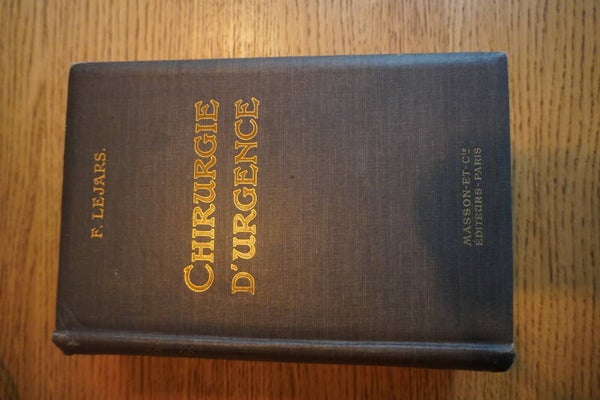 F. LEJARS.
CHIRURGIE
D'URGENCE
MASSON-ET-Cie
ÉDITEURS-PARIS